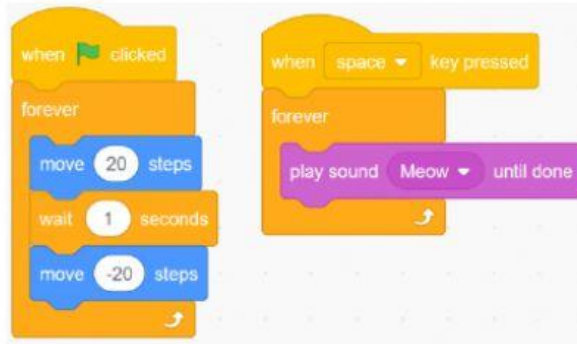 when clicked
forever
move 20 steps
wait 1 seconds
move -20 steps
when space key pressed
forever
play sound Meow until done